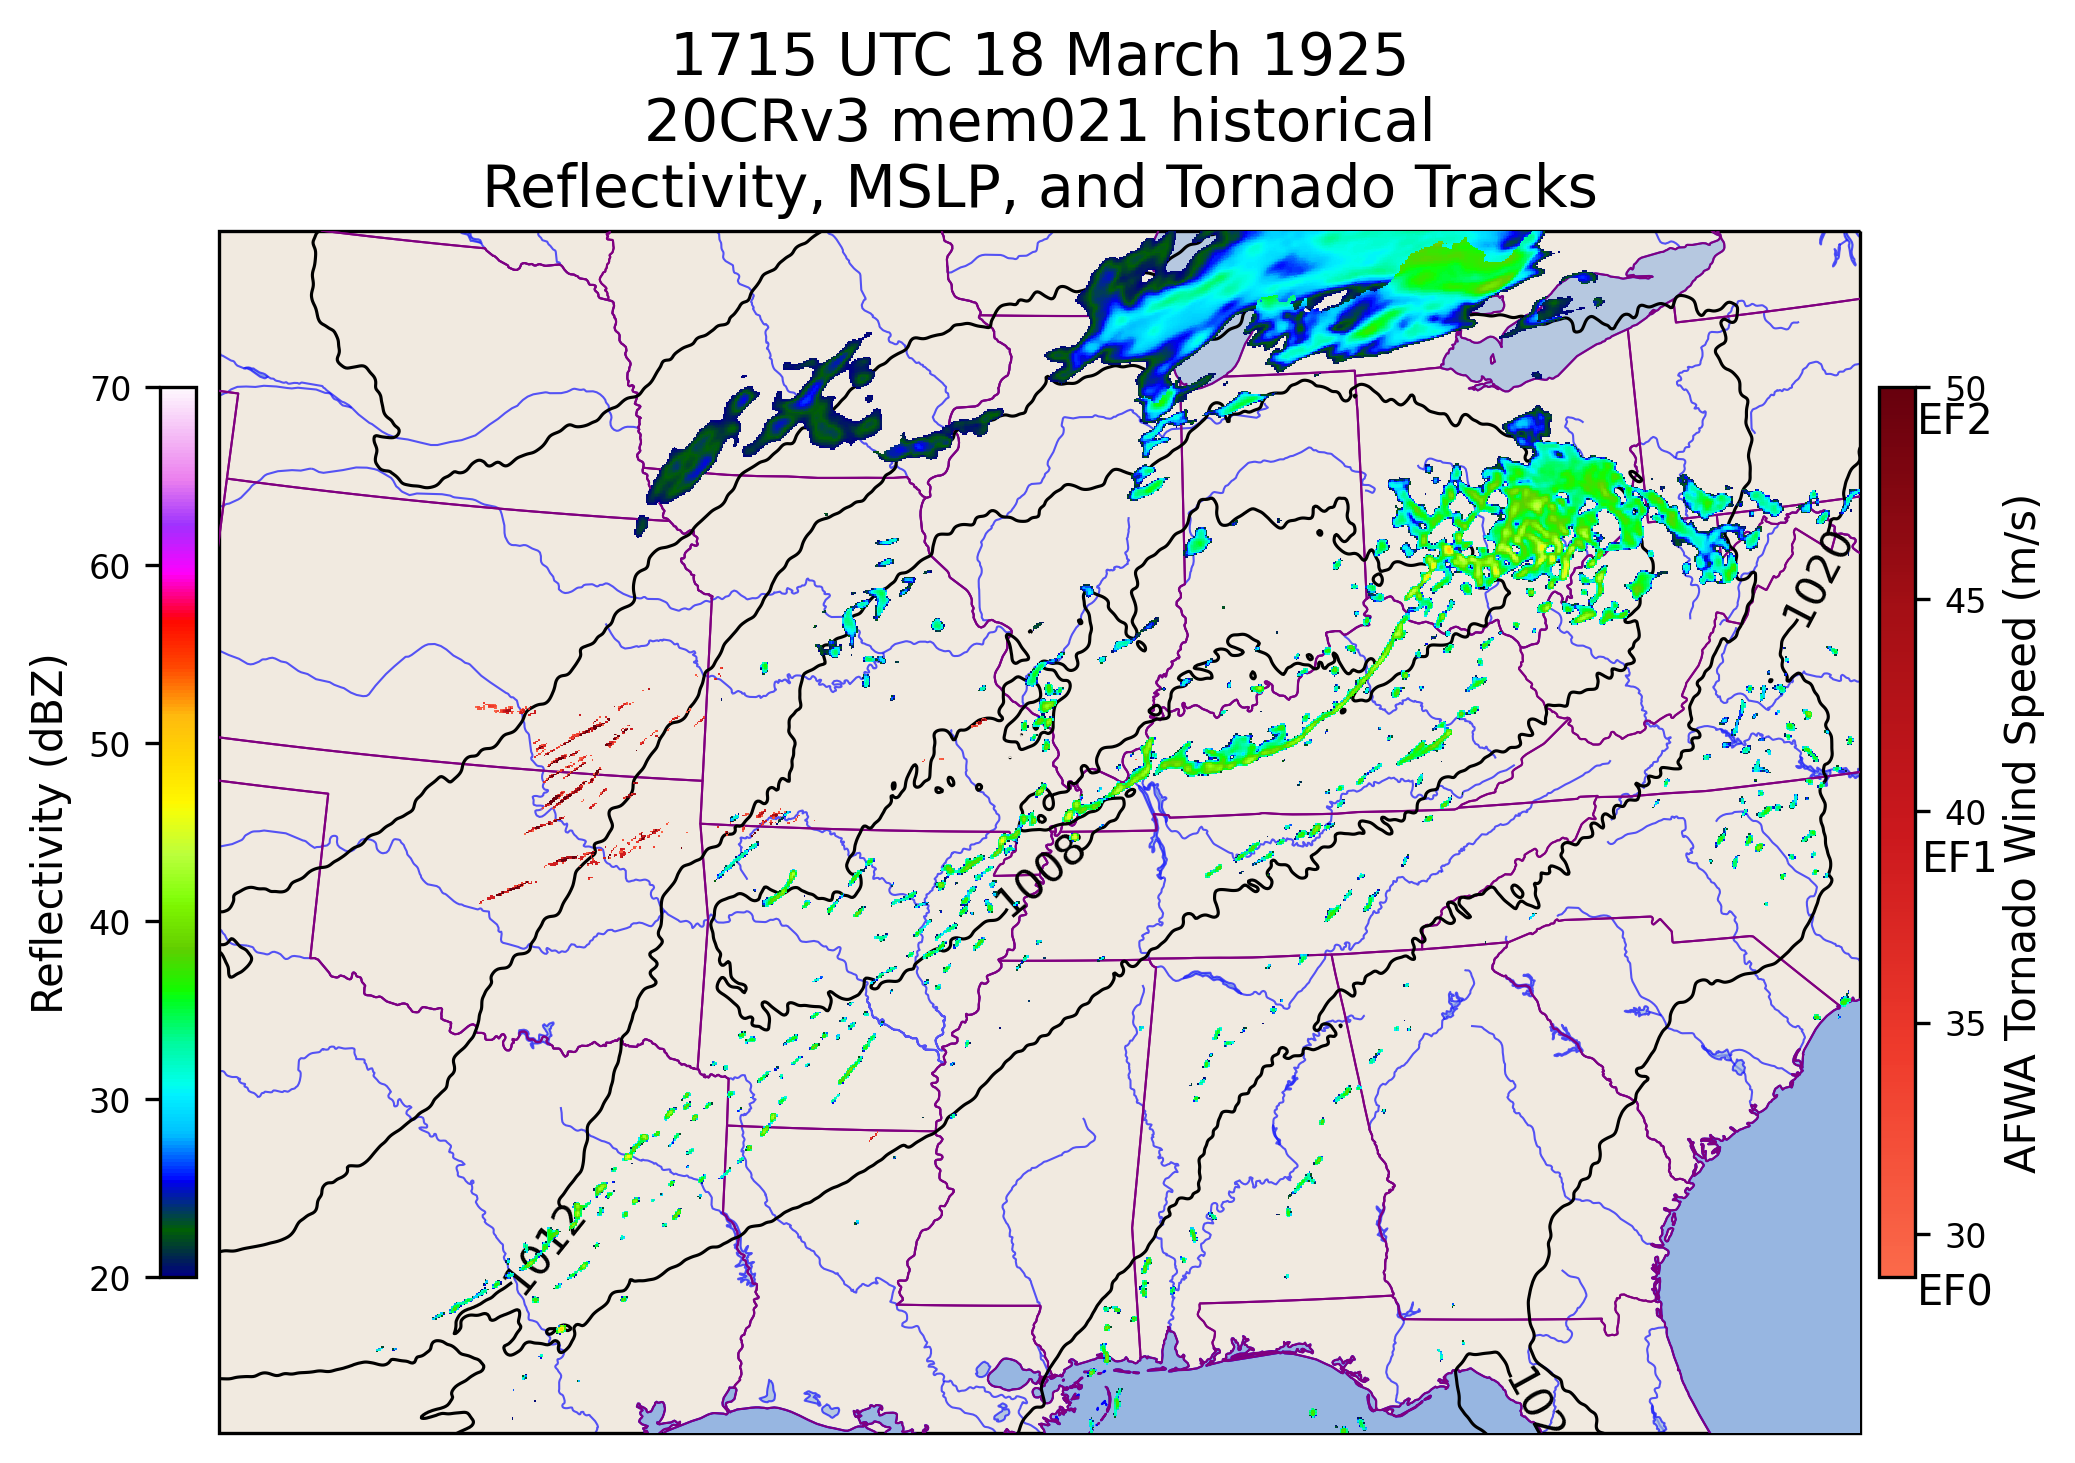 1715 UTC 18 March 1925
20CRv3 mem021 historical
Reflectivity, MSLP, and Tornado Tracks
70
60
50
40
30
20
Reflectivity (dBZ)
1020
1008
1012
102
50
EF2
45
40
EF1
35
30
EF0
AFWA Tornado Wind Speed (m/s)